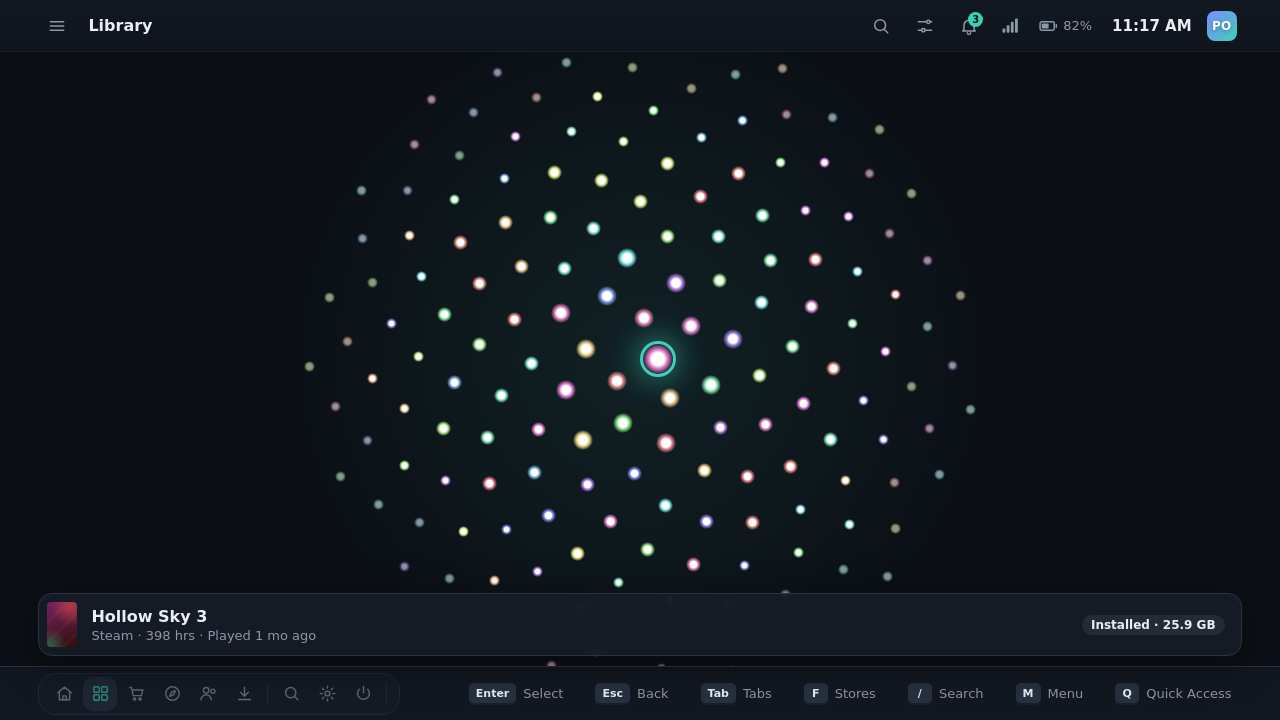 Library
3
82%
11:17 AM
PO
Hollow Sky 3
Steam · 398 hrs · Played 1 mo ago
Installed · 25.9 GB
Enter Select
Esc Back
Tab Tabs
F Stores
/ Search
M Menu
Q Quick Access